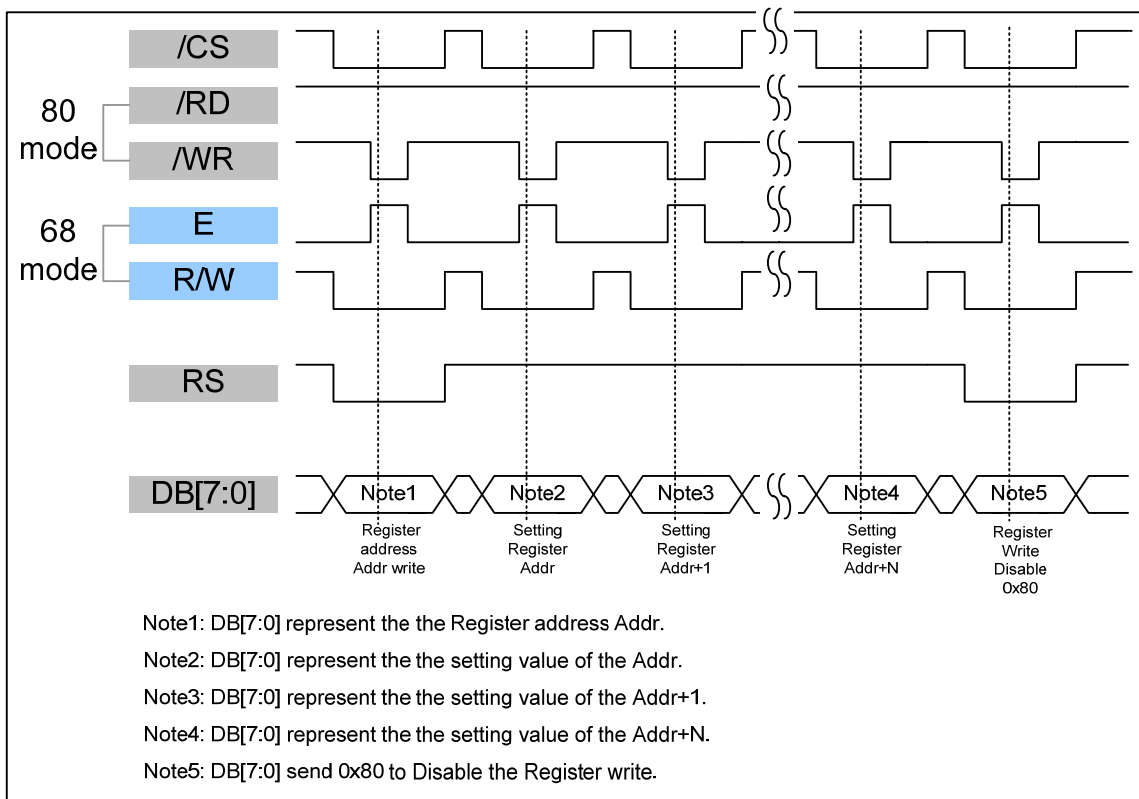 /CS
80
mode
/RD
/WR
68
mode
E
R/W
RS
DB[7:0]
Note1
Note2
Note3
Note4
Note5
Register
address
Addr write
Setting
Register
Addr
Setting
Register
Addr+1
Setting
Register
Addr+N
Register
Write
Disable
0x80
Note1: DB[7:0] represent the the Register address Addr.
Note2: DB[7:0] represent the the setting value of the Addr.
Note3: DB[7:0] represent the the setting value of the Addr+1.
Note4: DB[7:0] represent the the setting value of the Addr+N.
Note5: DB[7:0] send 0x80 to Disable the Register write.